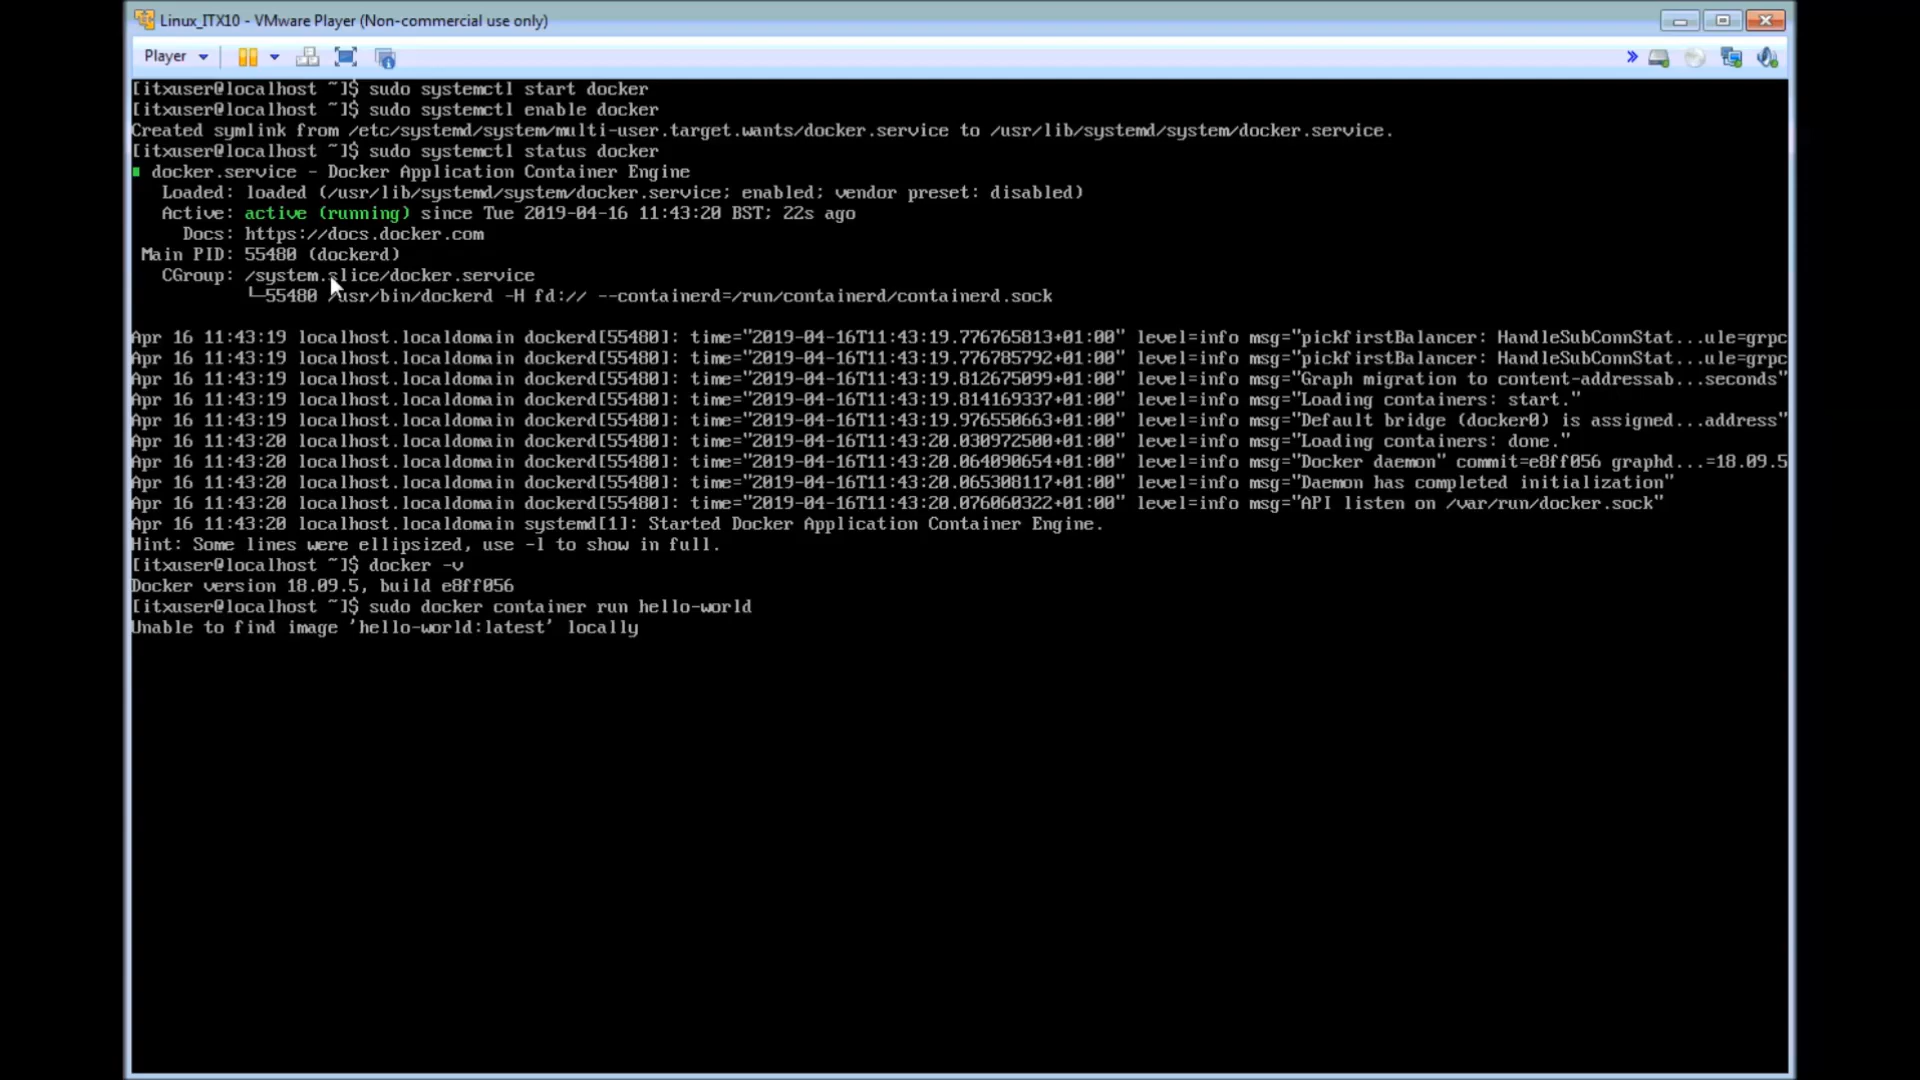 Linux_ITX10 - VMware Player (Non-commercial use only)
Player
[itxuser@localhost ~]$ sudo systemctl start docker
[itxuser@localhost ~]$ sudo systemctl enable docker
Created symlink from /etc/systemd/system/multi-user.target.wants/docker.service to /usr/lib/systemd/system/docker.service.
[itxuser@localhost ~]$ sudo systemctl status docker
docker.service - Docker Application Container Engine
Loaded: loaded (/usr/lib/systemd/system/docker.service; enabled; vendor preset: disabled)
Active: active (running) since Tue 2019-04-16 11:43:20 BST; 22s ago
Docs: https://docs.docker.com
Main PID: 55480 (dockerd)
CGroup: /system.slice/docker.service
└─55480 /usr/bin/dockerd -H fd:// --containerd=/run/containerd/containerd.sock
Apr 16 11:43:19 localhost.localdomain dockerd[55480]: time="2019-04-16T11:43:19.776765813+01:00" level=info msg="pickfirstBalancer: HandleSubConnStat...ule=grpc
Apr 16 11:43:19 localhost.localdomain dockerd[55480]: time="2019-04-16T11:43:19.776785792+01:00" level=info msg="pickfirstBalancer: HandleSubConnStat...ule=grpc
Apr 16 11:43:19 localhost.localdomain dockerd[55480]: time="2019-04-16T11:43:19.812675099+01:00" level=info msg="Graph migration to content-addressab...seconds"
Apr 16 11:43:19 localhost.localdomain dockerd[55480]: time="2019-04-16T11:43:19.814169337+01:00" level=info msg="Loading containers: start."
Apr 16 11:43:19 localhost.localdomain dockerd[55480]: time="2019-04-16T11:43:19.976550663+01:00" level=info msg="Default bridge (docker0) is assigned...address"
Apr 16 11:43:20 localhost.localdomain dockerd[55480]: time="2019-04-16T11:43:20.030972500+01:00" level=info msg="Loading containers: done."
Apr 16 11:43:20 localhost.localdomain dockerd[55480]: time="2019-04-16T11:43:20.064090654+01:00" level=info msg="Docker daemon" commit=e8ff056 graphd...=18.09.5
Apr 16 11:43:20 localhost.localdomain dockerd[55480]: time="2019-04-16T11:43:20.065308117+01:00" level=info msg="Daemon has completed initialization"
Apr 16 11:43:20 localhost.localdomain dockerd[55480]: time="2019-04-16T11:43:20.076060322+01:00" level=info msg="API listen on /var/run/docker.sock"
Apr 16 11:43:20 localhost.localdomain systemd[1]: Started Docker Application Container Engine.
Hint: Some lines were ellipsized, use -l to show in full.
[itxuser@localhost ~]$ docker -v
Docker version 18.09.5, build e8ff056
[itxuser@localhost ~]$ sudo docker container run hello-world
Unable to find image 'hello-world:latest' locally